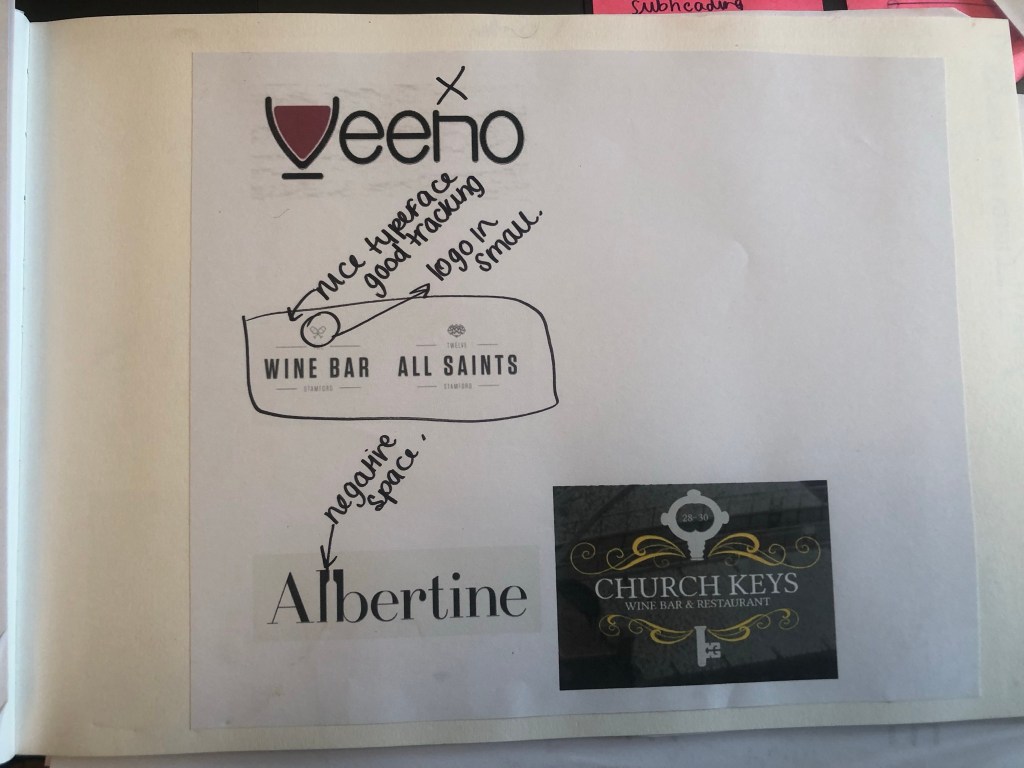 subheading
x
Veeno
nice typeface
good tracking
logo in
small.
WINE BAR
STAMFORD
TWELVE
ALL SAINTS
STAMFORD
negative
space.
Albertine
28-30
CHURCH KEYS
WINE BAR & RESTAURANT